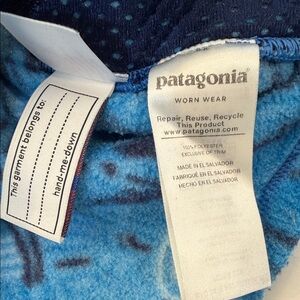 This garment belongs to:
hand-me-down
patagonia®
WORN WEAR
Repair, Reuse, Recycle
This Product
www.patagonia.com
100% POLYESTER
EXCLUSIVE OF TRIM
MADE IN EL SALVADOR
FABRIQUÉ EN EL SALVADOR
HECHO EN EL SALVADOR